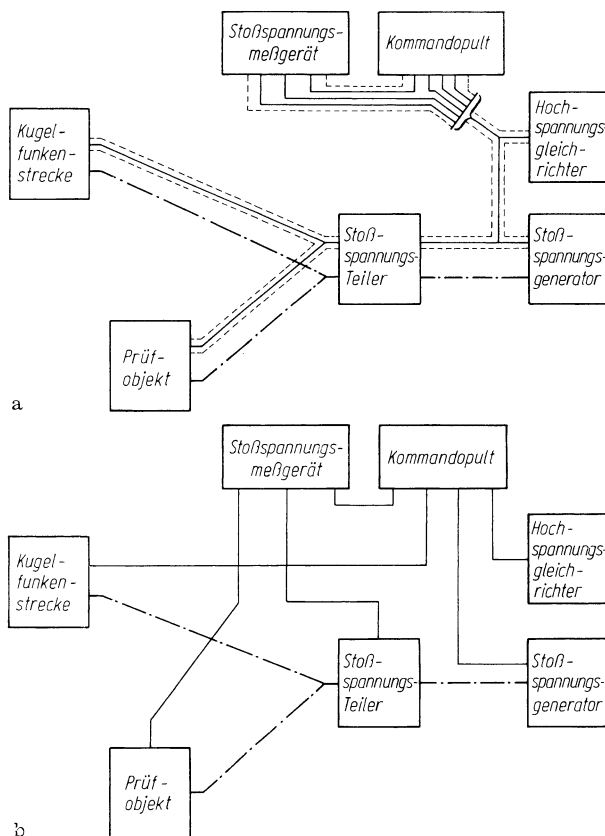 Stoßspannungs-
meßgerät
Kommandopult
Kugel-
funken-
strecke
Hoch-
spannungs-
gleich-
richter
Stoß-
spannungs-
Teiler
Stoß-
spannungs-
generator
Prüf-
objekt
a
Stoßspannungs-
meßgerät
Kommandopult
Kugel-
funken-
strecke
Hoch-
spannungs-
gleich-
richter
Stoß-
spannungs-
Teiler
Stoß-
spannungs-
generator
Prüf-
objekt
b